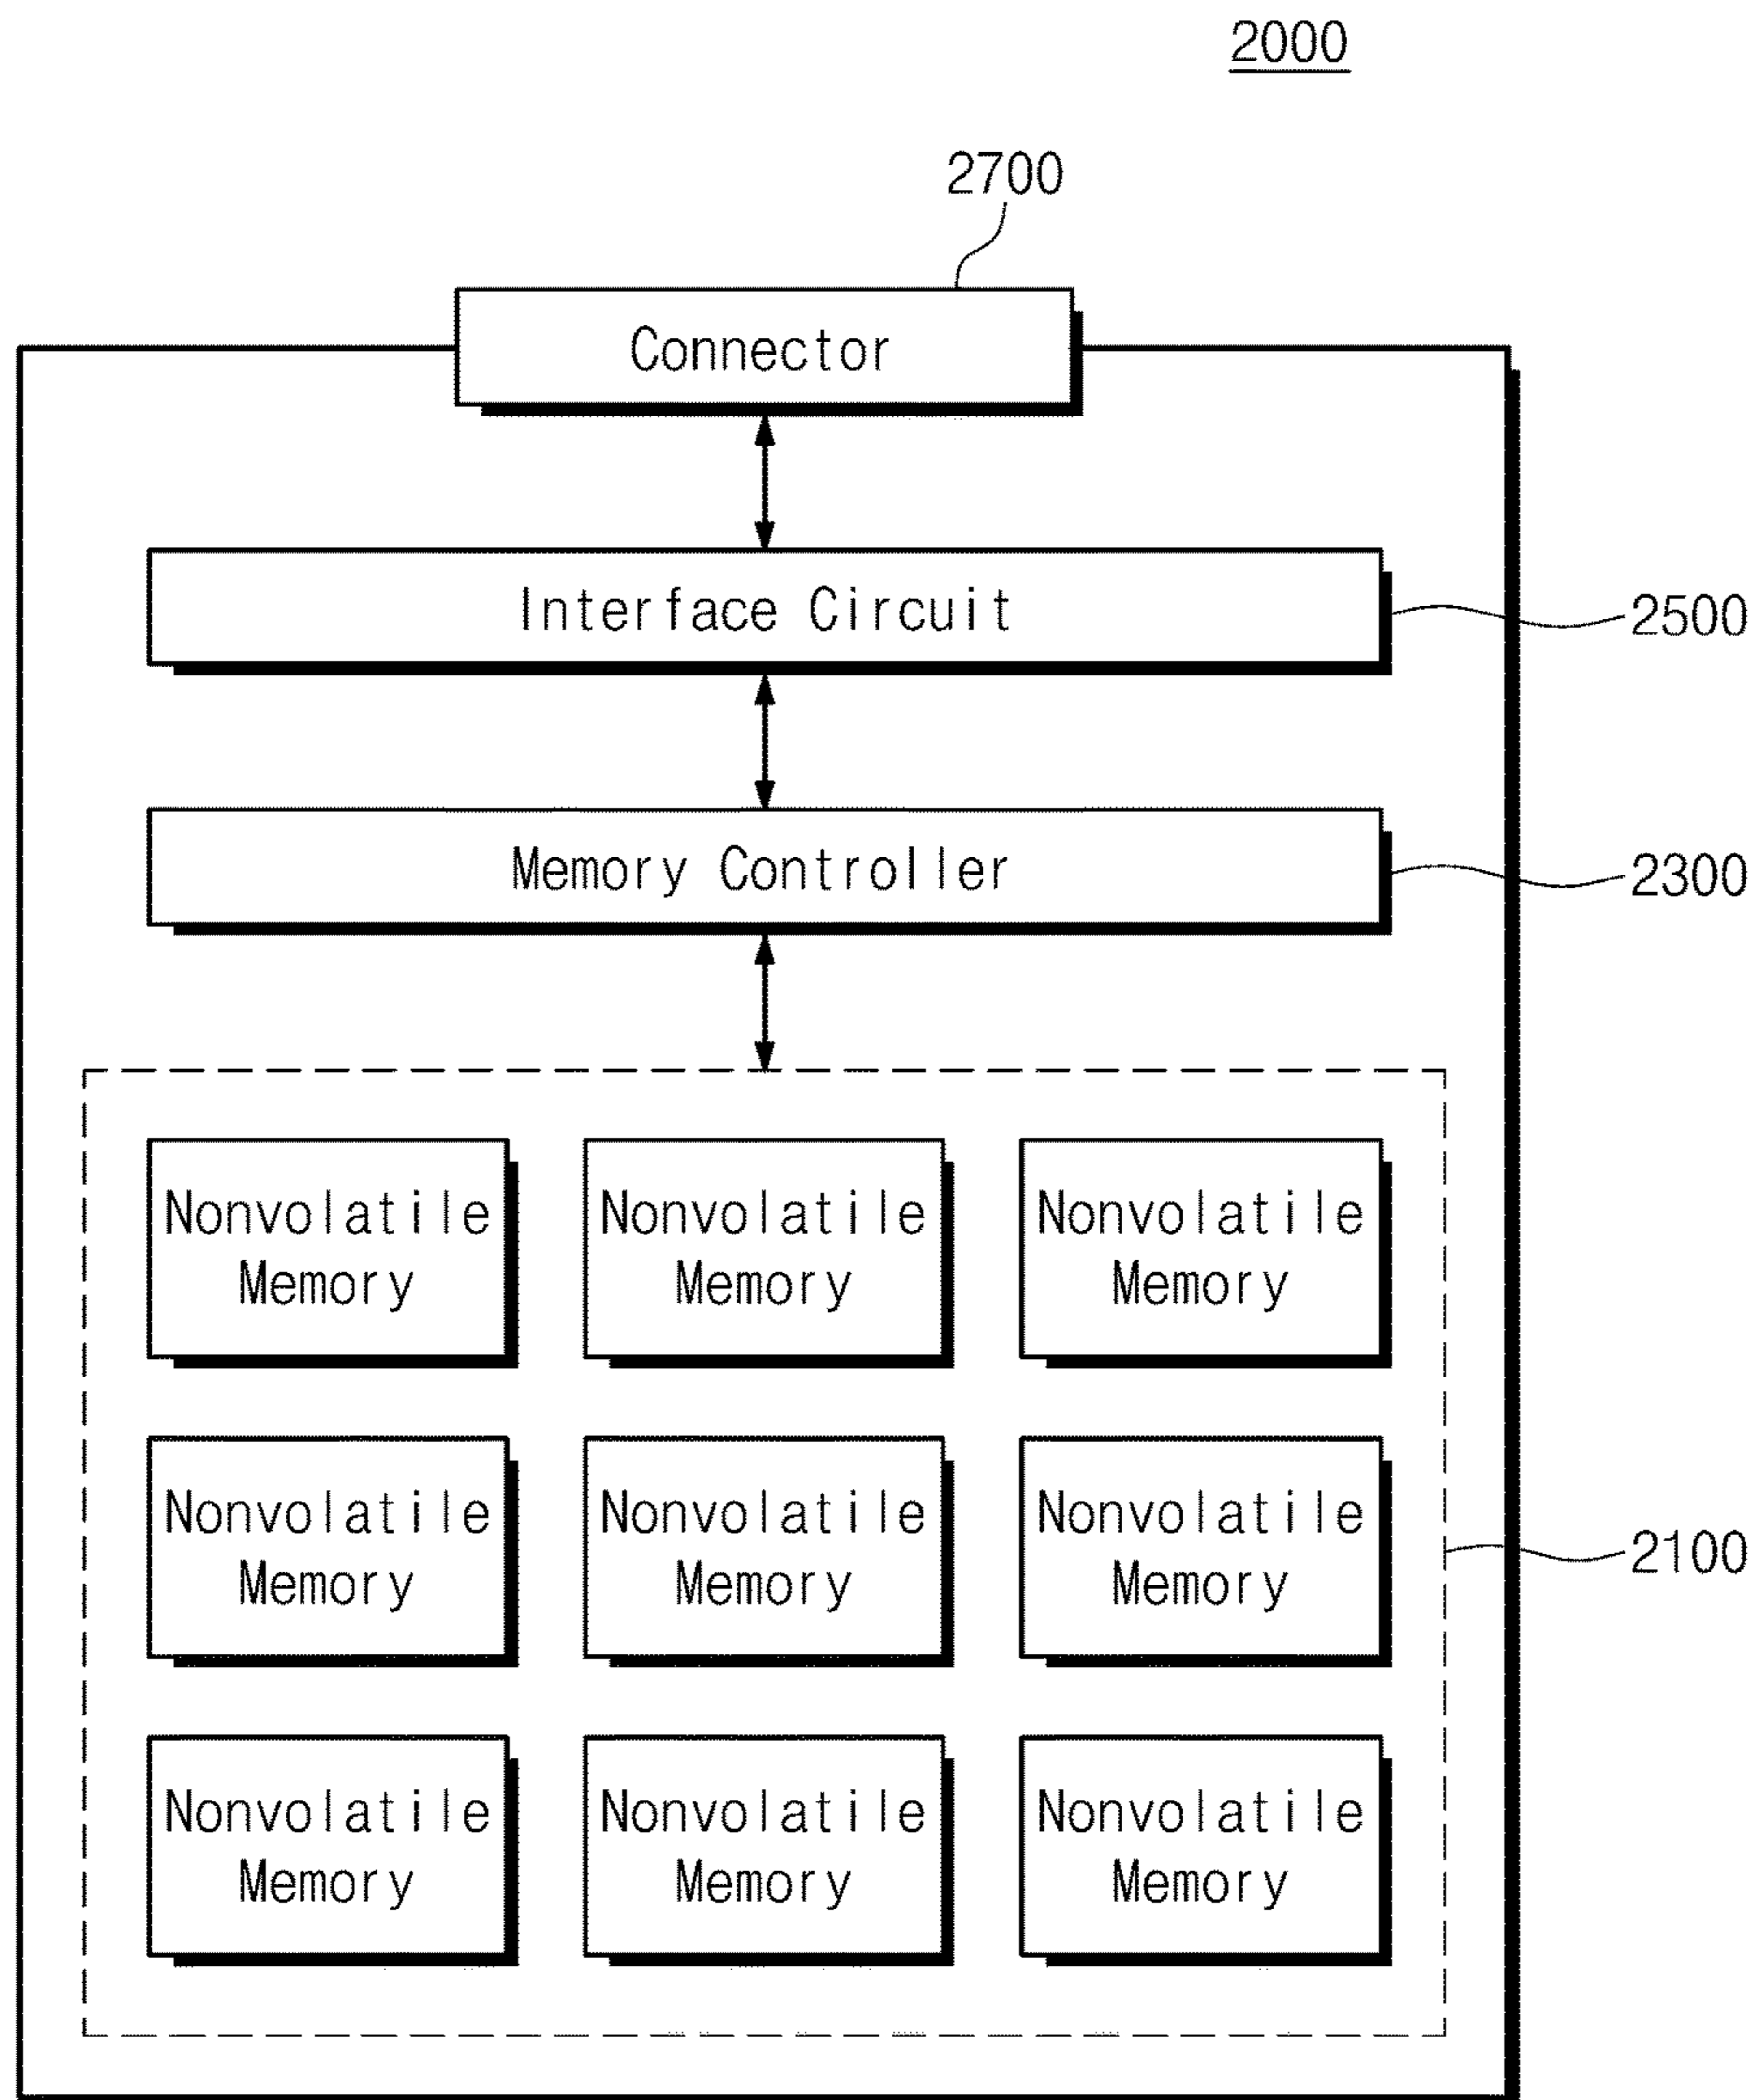 2000
2700
Connector
Interface Circuit
2500
Memory Controller
2300
Nonvolatile
Memory
Nonvolatile
Memory
Nonvolatile
Memory
Nonvolatile
Memory
Nonvolatile
Memory
Nonvolatile
Memory
2100
Nonvolatile
Memory
Nonvolatile
Memory
Nonvolatile
Memory